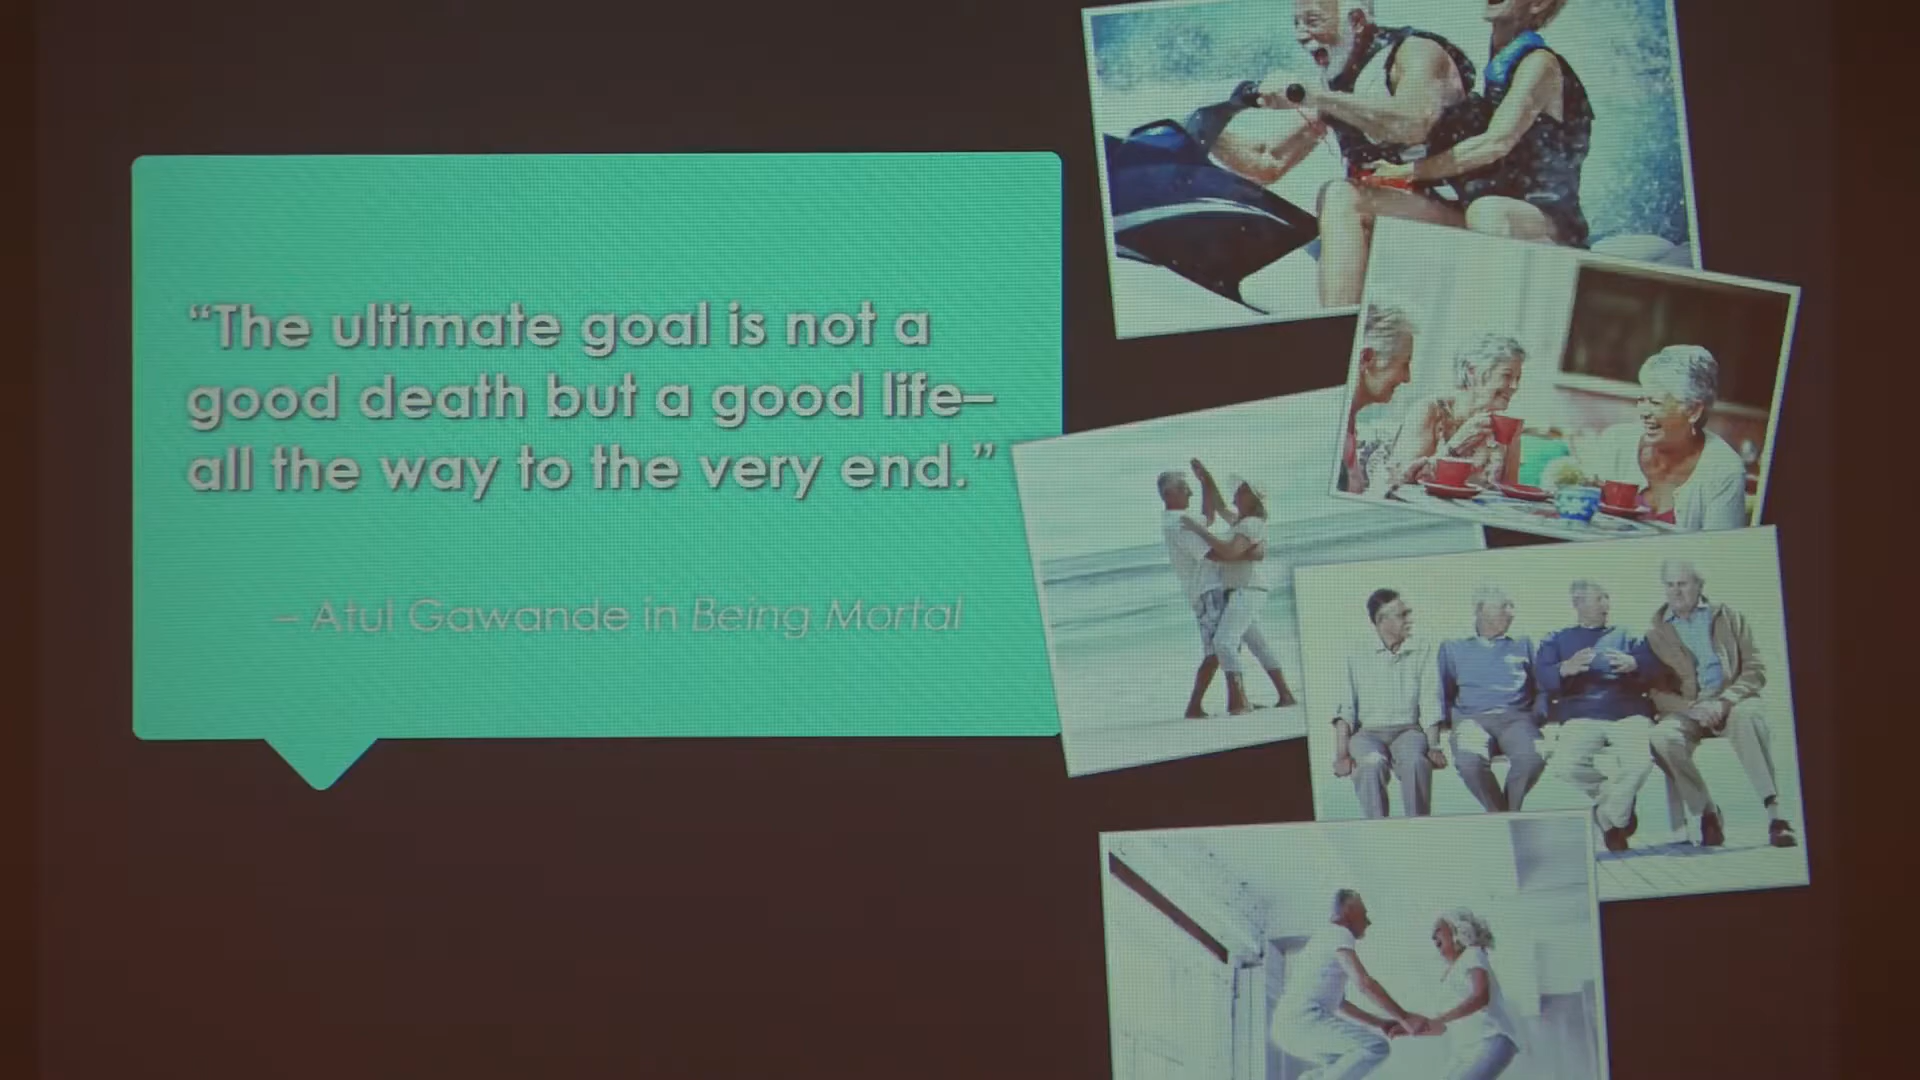 “The ultimate goal is not a
good death but a good life–
all the way to the very end.”
– Atul Gawande in Being Mortal